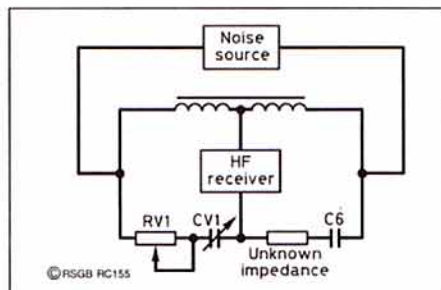 Noise
source
HF
receiver
RV1
CV1
C6
Unknown
impedance
© RSGB RC155